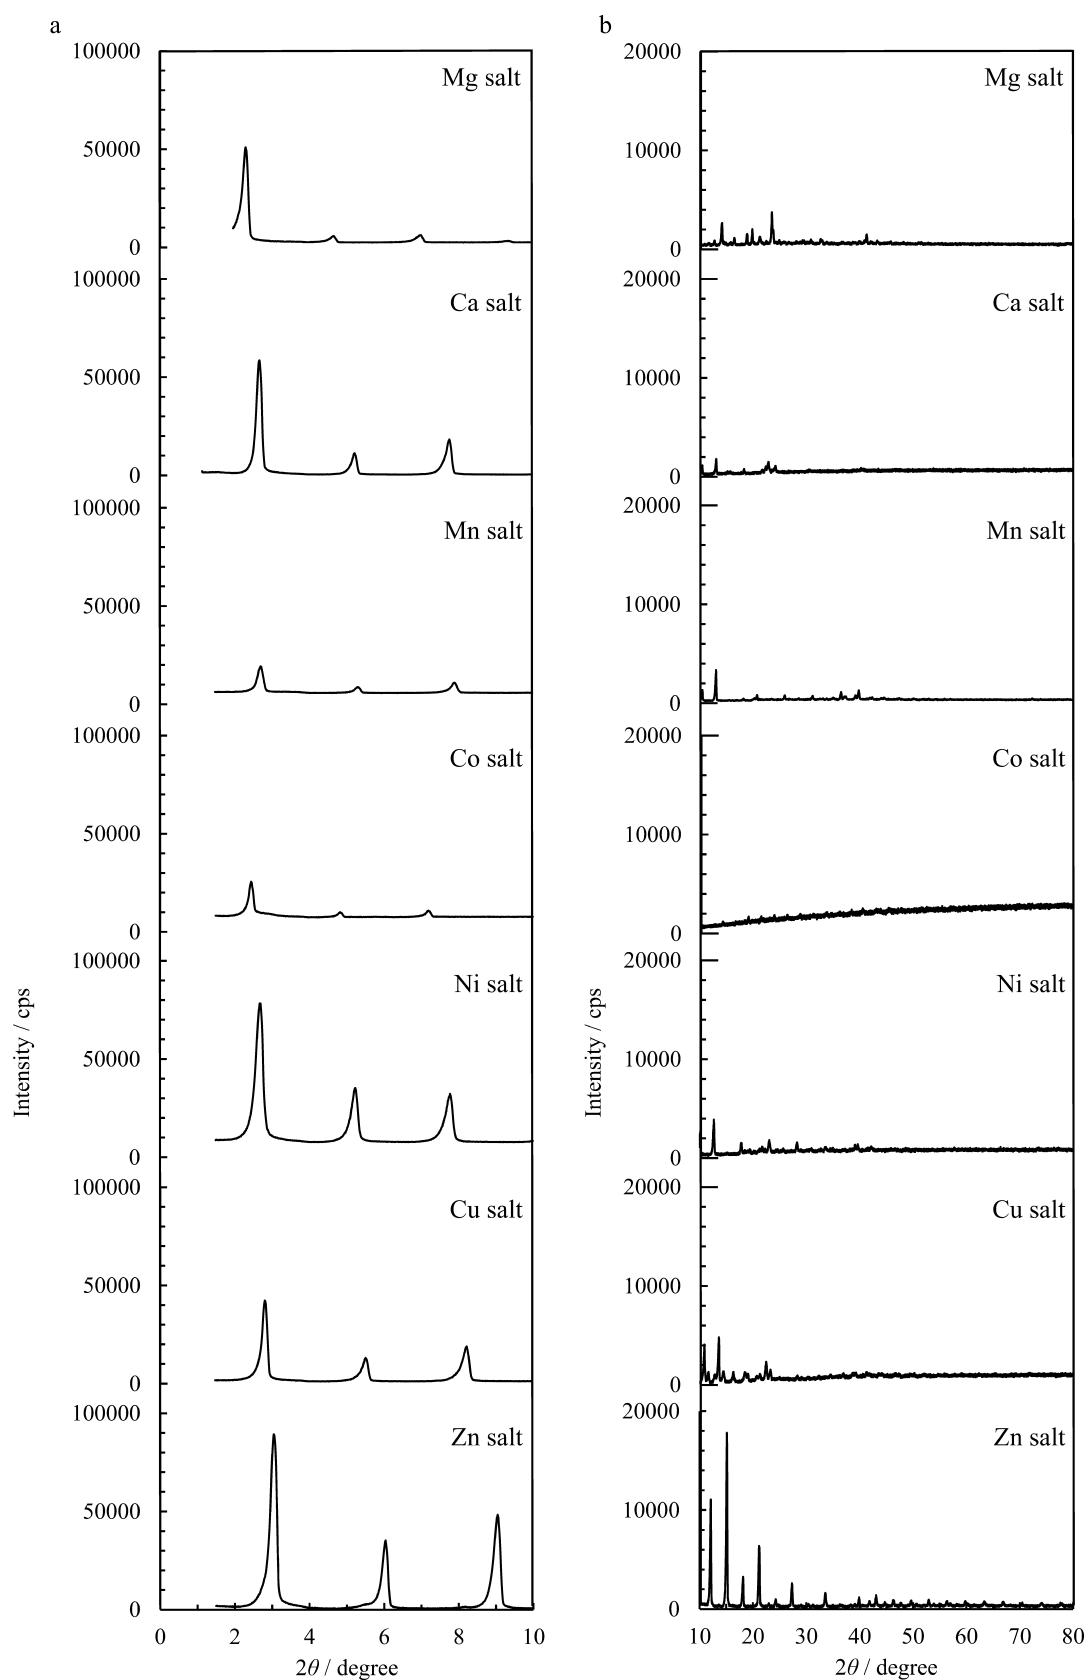 a
b
100000
50000
0
Mg salt
20000
10000
0
Mg salt
100000
50000
0
Ca salt
20000
10000
0
Ca salt
100000
50000
0
Mn salt
20000
10000
0
Mn salt
100000
50000
0
Co salt
20000
10000
0
Co salt
100000
50000
0
Ni salt
20000
10000
0
Ni salt
Intensity / cps
Intensity / cps
100000
50000
0
Cu salt
20000
10000
0
Cu salt
100000
50000
0
Zn salt
20000
10000
0
Zn salt
0 2 4 6 8 10
10 20 30 40 50 60 70 80
2θ / degree
2θ / degree